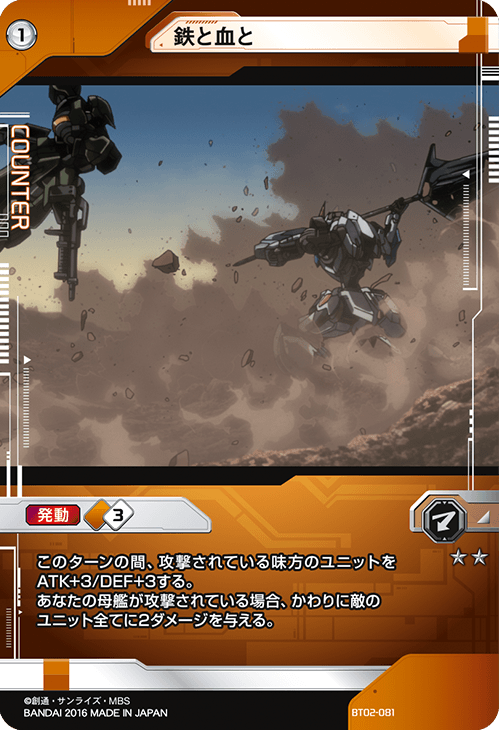 1
鉄と血と
COUNTER
発動 3
このターンの間、攻撃されている味方のユニットを
ATK+3/DEF+3する。
あなたの母艦が攻撃されている場合、かわりに敵の
ユニット全てに2ダメージを与える。
©創通・サンライズ・MBS
BANDAI 2016 MADE IN JAPAN
BT02-081